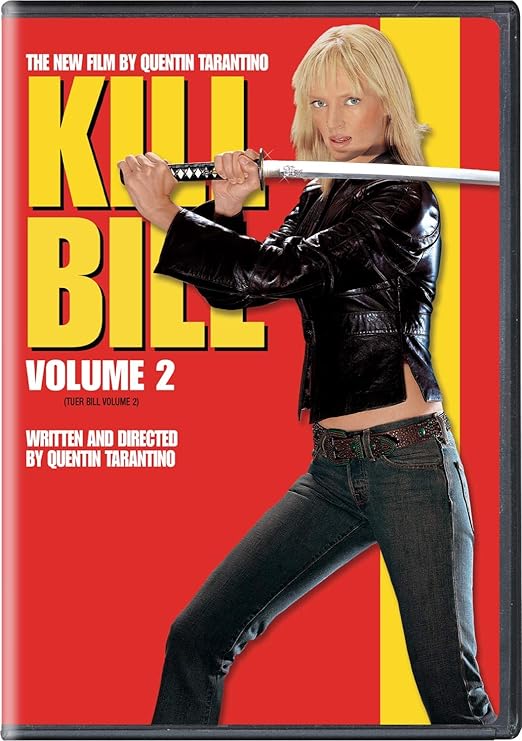 THE NEW FILM BY QUENTIN TARANTINO
KILL
BILL
VOLUME 2
(TUER BILL VOLUME 2)
WRITTEN AND DIRECTED
BY QUENTIN TARANTINO